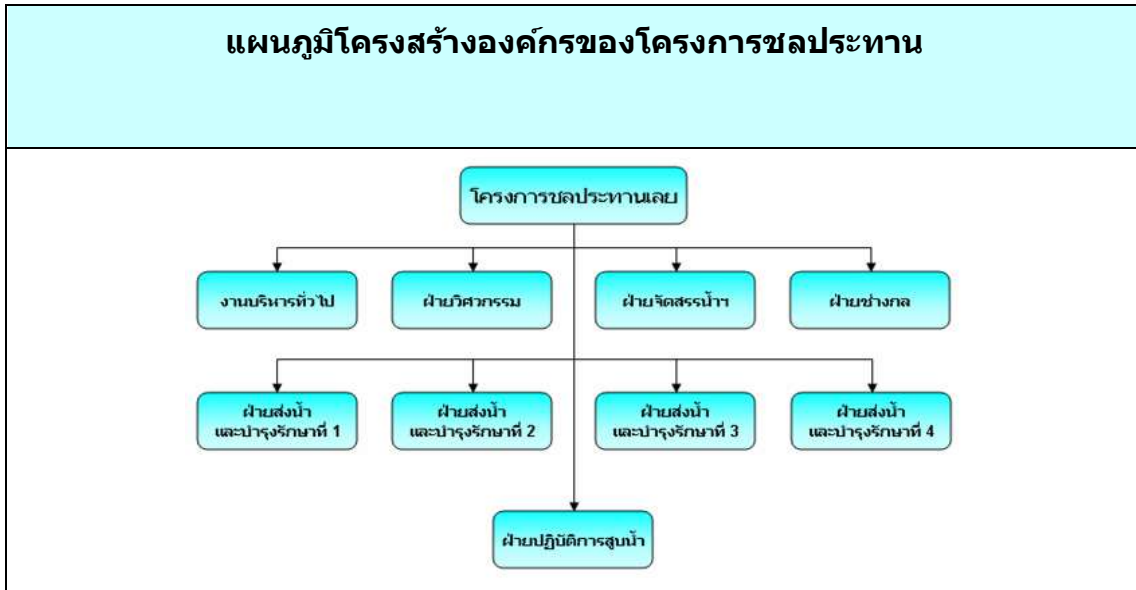 แผนภูมิโครงสร้างองค์กรของโครงการชลประทาน
โครงการชลประทานเลย
งานบริหารทั่วไป
ฝ่ายวิศวกรรม
ฝ่ายจัดสรรน้ำฯ
ฝ่ายช่างกล
ฝ่ายส่งน้ำ
และบำรุงรักษาที่ 1
ฝ่ายส่งน้ำ
และบำรุงรักษาที่ 2
ฝ่ายส่งน้ำ
และบำรุงรักษาที่ 3
ฝ่ายส่งน้ำ
และบำรุงรักษาที่ 4
ฝ่ายปฏิบัติการสูบน้ำ